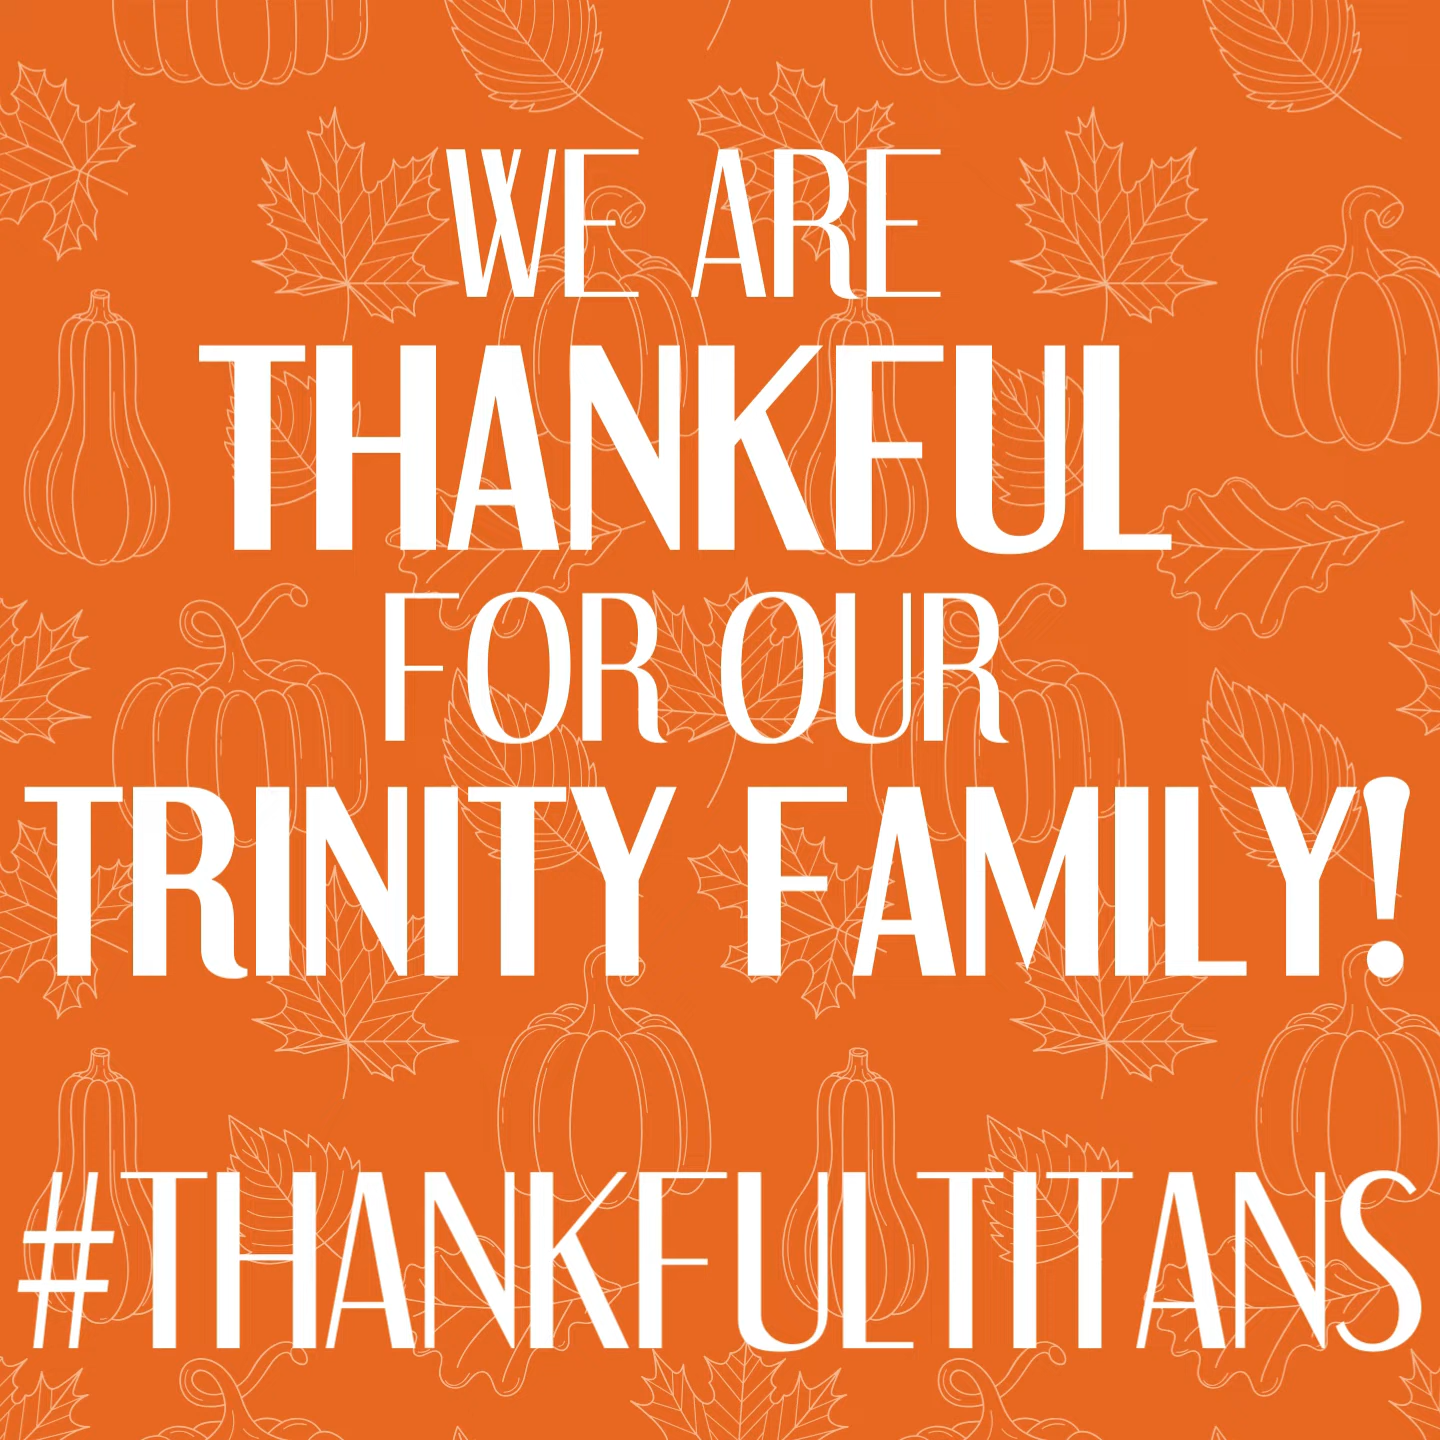 WE ARE
THANKFUL
FOR OUR
TRINITY FAMILY!
#THANKFULTITANS